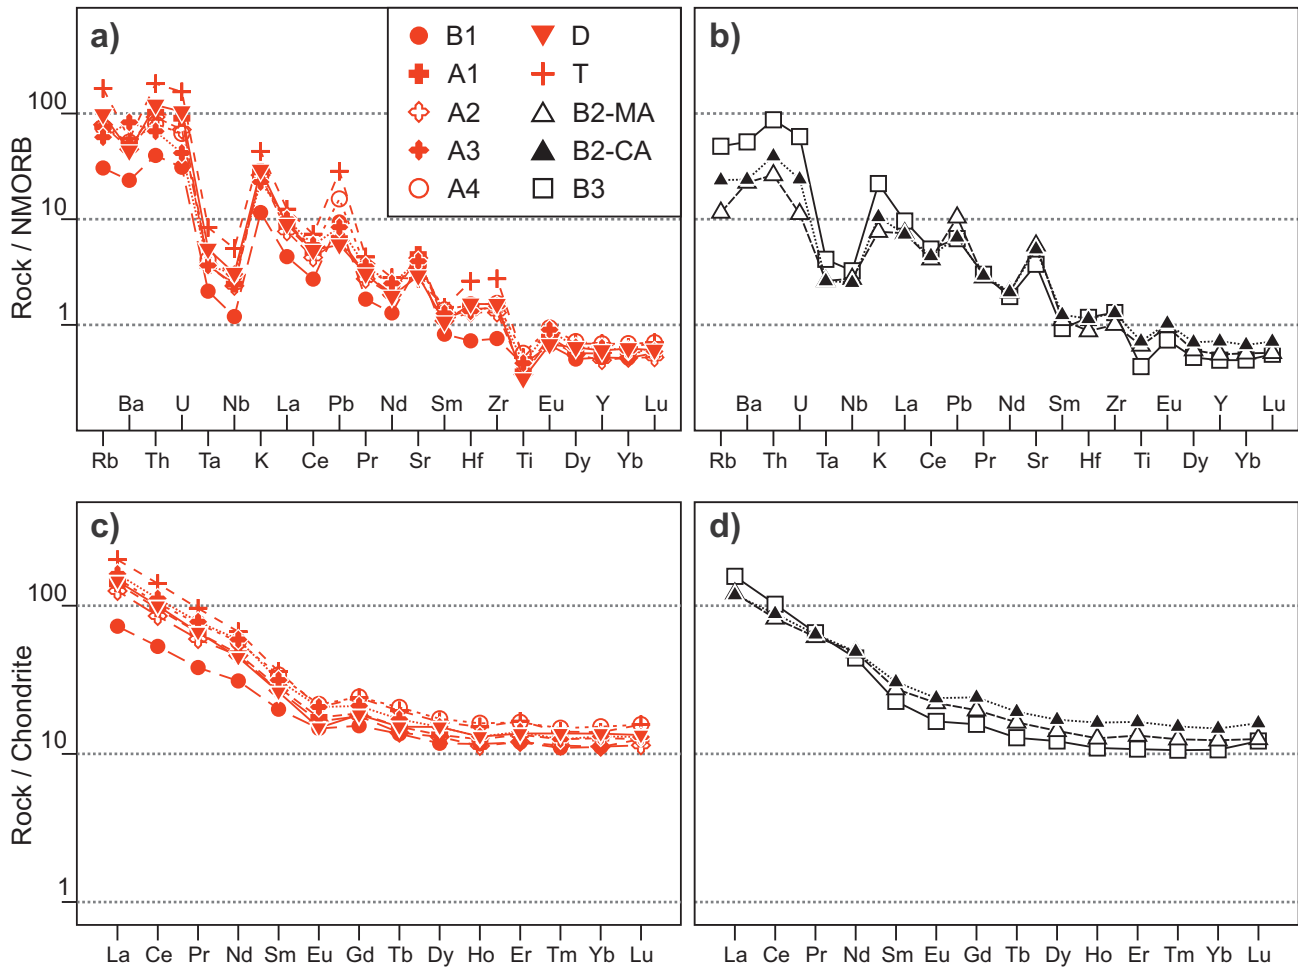 a)
B1
D
A1
T
A2
B2-MA
A3
B2-CA
A4
B3
Rock / NMORB
100
10
1
Ba U Nb La Pb Nd Sm Zr Eu Y Lu
Rb Th Ta K Ce Pr Sr Hf Ti Dy Yb
b)
Ba U Nb La Pb Nd Sm Zr Eu Y Lu
Rb Th Ta K Ce Pr Sr Hf Ti Dy Yb
c)
Rock / Chondrite
100
10
1
La Ce Pr Nd Sm Eu Gd Tb Dy Ho Er Tm Yb Lu
d)
La Ce Pr Nd Sm Eu Gd Tb Dy Ho Er Tm Yb Lu